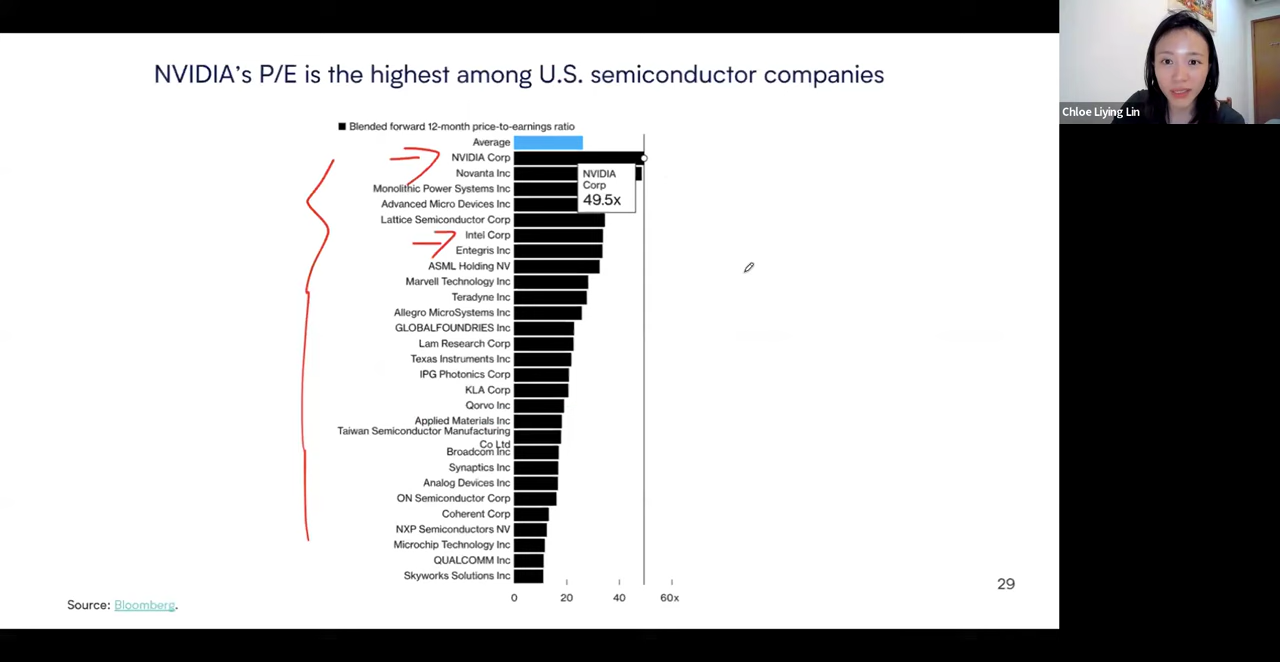 NVIDIA's P/E is the highest among U.S. semiconductor companies
Chloe Liying Lin
Blended forward 12-month price-to-earnings ratio
Average
NVIDIA Corp
Novanta Inc
Monolithic Power Systems Inc
Advanced Micro Devices Inc
Lattice Semiconductor Corp
Intel Corp
Entegris Inc
ASML Holding NV
Marvell Technology Inc
Teradyne Inc
Allegro MicroSystems Inc
GLOBALFOUNDRIES Inc
Lam Research Corp
Texas Instruments Inc
IPG Photonics Corp
KLA Corp
Qorvo Inc
Applied Materials Inc
Taiwan Semiconductor Manufacturing
Co Ltd
Broadcom Inc
Synaptics Inc
Analog Devices Inc
ON Semiconductor Corp
Coherent Corp
NXP Semiconductors NV
Microchip Technology Inc
QUALCOMM Inc
Skyworks Solutions Inc
NVIDIA
Corp
49.5x
0 20 40 60x
29
Source: Bloomberg.